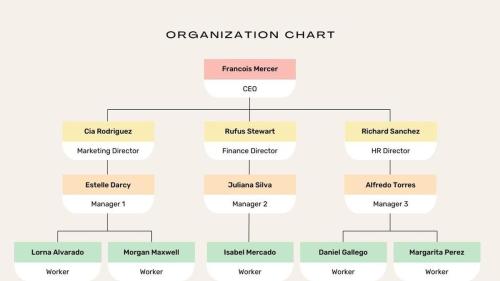 ORGANIZATION CHART
Francois Mercer
CEO
Cia Rodriguez
Rufus Stewart
Richard Sanchez
Marketing Director
Finance Director
HR Director
Estelle Darcy
Juliana Silva
Alfredo Torres
Manager 1
Manager 2
Manager 3
Lorna Alvarado
Morgan Maxwell
Isabel Mercado
Daniel Gallego
Margarita Perez
Worker
Worker
Worker
Worker
Worker